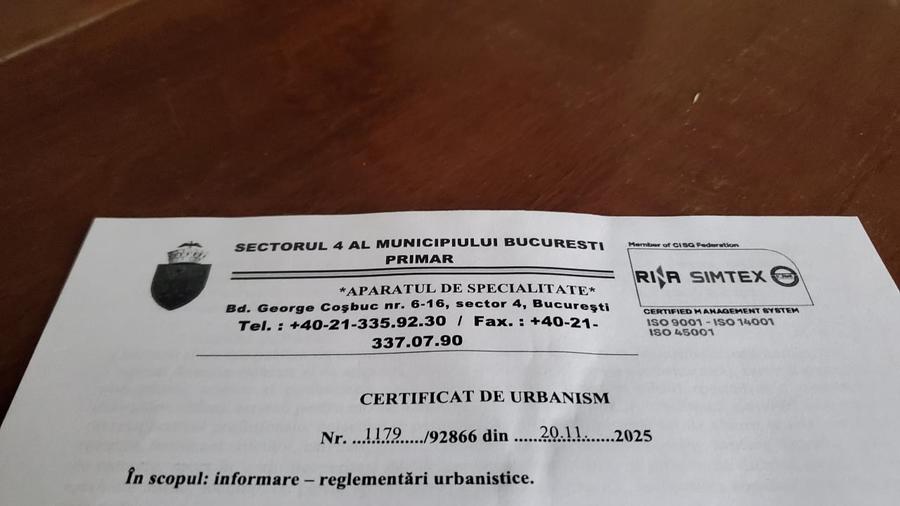 SECTORUL 4 AL MUNICIPIULUI BUCURESTI
PRIMAR
*APARATUL DE SPECIALITATE*
Bd. George Coşbuc nr. 6-16, sector 4, Bucureşti
Tel. : +40-21-335.92.30 / Fax. : +40-21-
337.07.90
Member of CISQ Federation
RINA SIMTEX
CERTIFIED MANAGEMENT SYSTEM
ISO 9001 - ISO 14001
ISO 45001
CERTIFICAT DE URBANISM
Nr. ...1179....../92866 din ......20.11.......2025
În scopul: informare – reglementări urbanistice.